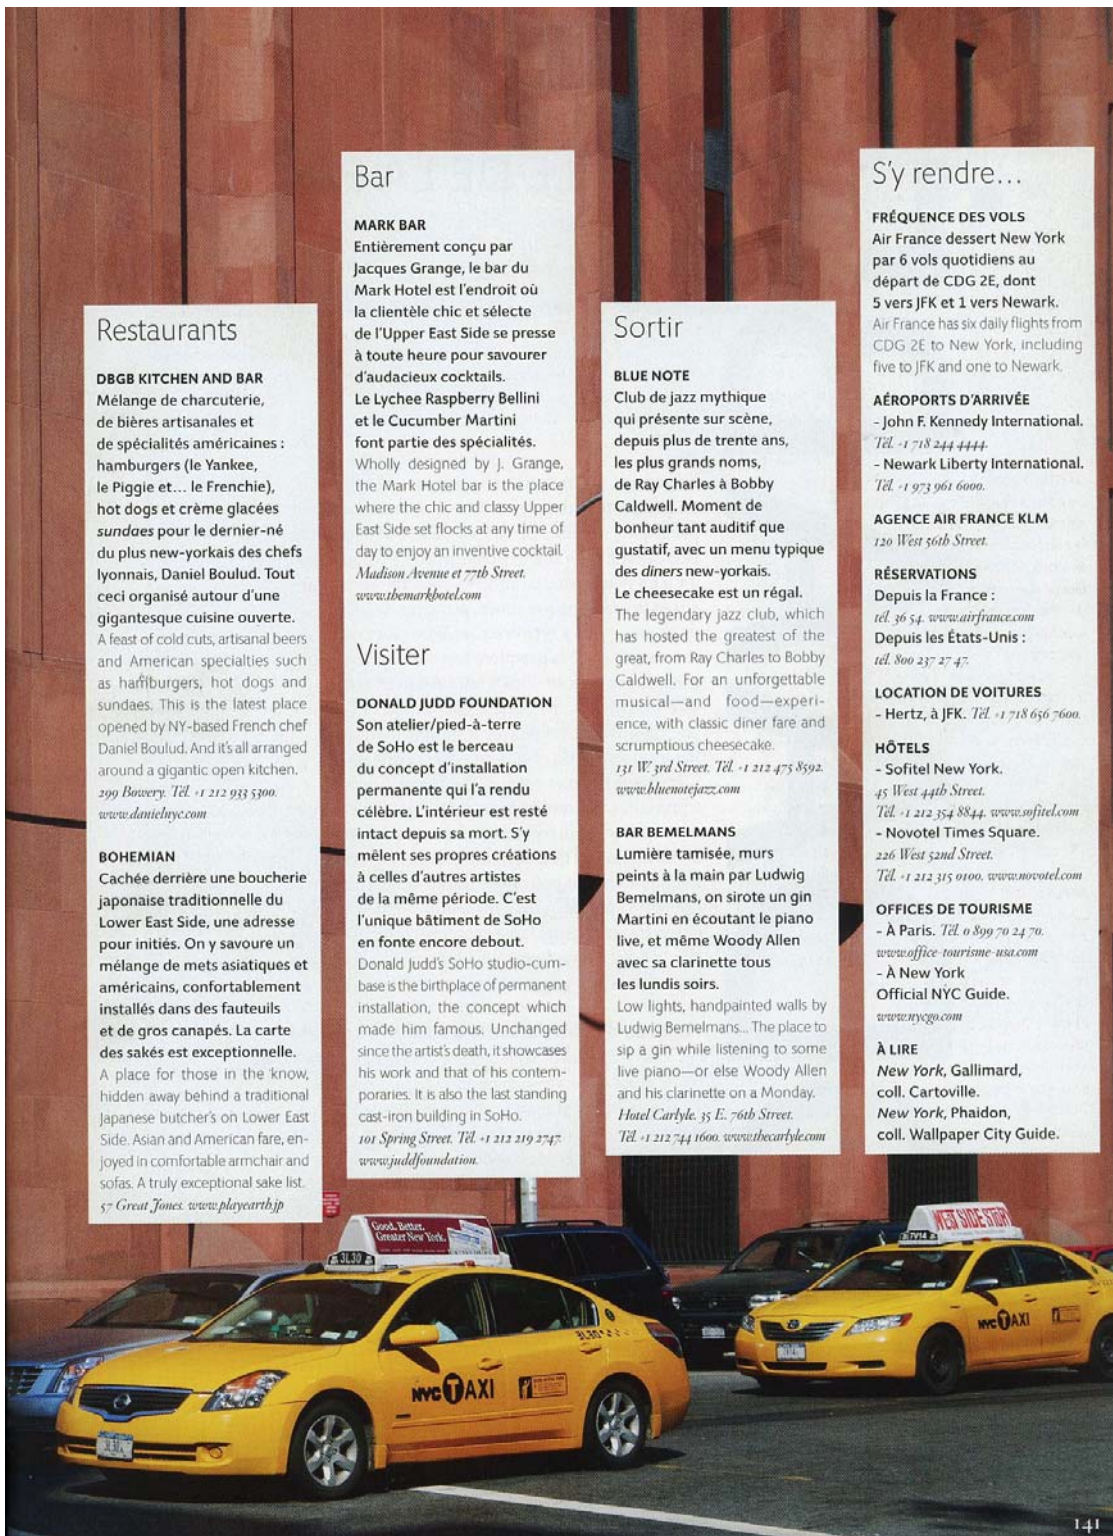 Restaurants
DBGB KITCHEN AND BAR
Mélange de charcuterie,
de bières artisanales et
de spécialités américaines :
hamburgers (le Yankee,
le Piggie et… le Frenchie),
hot dogs et crème glacées
sundaes pour le dernier-né
du plus new-yorkais des chefs
lyonnais, Daniel Boulud. Tout
ceci organisé autour d'une
gigantesque cuisine ouverte.
A feast of cold cuts, artisanal beers
and American specialties such
as hamburgers, hot dogs and
sundaes. This is the latest place
opened by NY-based French chef
Daniel Boulud. And it's all arranged
around a gigantic open kitchen.
299 Bowery. Tél. +1 212 933 5300.
www.danielnyc.com
BOHEMIAN
Cachée derrière une boucherie
japonaise traditionnelle du
Lower East Side, une adresse
pour initiés. On y savoure un
mélange de mets asiatiques et
américains, confortablement
installés dans des fauteuils
et de gros canapés. La carte
des sakés est exceptionnelle.
A place for those in the know,
hidden away behind a traditional
Japanese butcher's on Lower East
Side. Asian and American fare, en-
joyed in comfortable armchair and
sofas. A truly exceptional sake list.
57 Great Jones. www.playearth.jp
Bar
MARK BAR
Entièrement conçu par
Jacques Grange, le bar du
Mark Hotel est l'endroit où
la clientèle chic et sélecte
de l'Upper East Side se presse
à toute heure pour savourer
d'audacieux cocktails.
Le Lychee Raspberry Bellini
et le Cucumber Martini
font partie des spécialités.
Wholly designed by J. Grange,
the Mark Hotel bar is the place
where the chic and classy Upper
East Side set flocks at any time of
day to enjoy an inventive cocktail.
Madison Avenue et 77th Street.
www.themarkhotel.com
Visiter
DONALD JUDD FOUNDATION
Son atelier/pied-à-terre
de SoHo est le berceau
du concept d'installation
permanente qui l'a rendu
célèbre. L'intérieur est resté
intact depuis sa mort. S'y
mêlent ses propres créations
à celles d'autres artistes
de la même période. C'est
l'unique bâtiment de SoHo
en fonte encore debout.
Donald Judd's SoHo studio-cum-
base is the birthplace of permanent
installation, the concept which
made him famous. Unchanged
since the artist's death, it showcases
his work and that of his contem-
poraries. It is also the last standing
cast-iron building in SoHo.
101 Spring Street. Tél. +1 212 219 2747.
www.juddfoundation.
Sortir
BLUE NOTE
Club de jazz mythique
qui présente sur scène,
depuis plus de trente ans,
les plus grands noms,
de Ray Charles à Bobby
Caldwell. Moment de
bonheur tant auditif que
gustatif, avec un menu typique
des diners new-yorkais.
Le cheesecake est un régal.
The legendary jazz club, which
has hosted the greatest of the
great, from Ray Charles to Bobby
Caldwell. For an unforgettable
musical—and food—experi-
ence, with classic diner fare and
scrumptious cheesecake.
131 W. 3rd Street. Tél. +1 212 475 8592.
www.bluenotejazz.com
BAR BEMELMANS
Lumière tamisée, murs
peints à la main par Ludwig
Bemelmans, on sirote un gin
Martini en écoutant le piano
live, et même Woody Allen
avec sa clarinette tous
les lundis soirs.
Low lights, handpainted walls by
Ludwig Bemelmans... The place to
sip a gin while listening to some
live piano—or else Woody Allen
and his clarinette on a Monday.
Hotel Carlyle. 35 E. 76th Street.
Tél. +1 212 744 1600. www.thecarlyle.com
S'y rendre…
FRÉQUENCE DES VOLS
Air France dessert New York
par 6 vols quotidiens au
départ de CDG 2E, dont
5 vers JFK et 1 vers Newark.
Air France has six daily flights from
CDG 2E to New York, including
five to JFK and one to Newark.
AÉROPORTS D'ARRIVÉE
- John F. Kennedy International.
Tél. +1 718 244 4444.
- Newark Liberty International.
Tél. +1 973 961 6000.
AGENCE AIR FRANCE KLM
120 West 56th Street.
RÉSERVATIONS
Depuis la France :
tél. 36 54. www.airfrance.com
Depuis les États-Unis :
tél. 800 237 27 47.
LOCATION DE VOITURES
- Hertz, à JFK. Tél. +1 718 656 7600.
HÔTELS
- Sofitel New York.
45 West 44th Street.
Tél. +1 212 354 8844. www.sofitel.com
- Novotel Times Square.
226 West 52nd Street.
Tél. +1 212 315 0100. www.novotel.com
OFFICES DE TOURISME
- À Paris. Tél. 0 899 70 24 70.
www.office-tourisme-usa.com
- À New York
Official NYC Guide.
www.nycgo.com
À LIRE
New York, Gallimard,
coll. Cartoville.
New York, Phaidon,
coll. Wallpaper City Guide.
Good. Better.
Greater New York.
3L30
NYC TAXI
3L30
3L30
WEST SIDE STORY
7V14
NYC TAXI
141